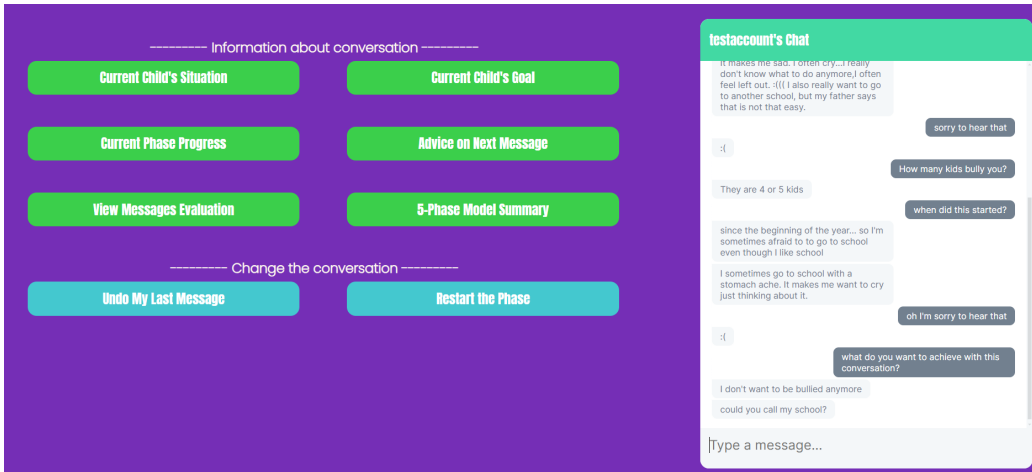 --------- Information about conversation ---------
Current Child's Situation
Current Child's Goal
Current Phase Progress
Advice on Next Message
View Messages Evaluation
5-Phase Model Summary
--------- Change the conversation ---------
Undo My Last Message
Restart the Phase
testaccount's Chat
It makes me sad. I often cry...I really
don't know what to do anymore,I often
feel left out. :((( I also really want to go
to another school, but my father says
that is not that easy.
sorry to hear that
:(
How many kids bully you?
They are 4 or 5 kids
when did this started?
since the beginning of the year... so I'm
sometimes afraid to to go to school
even though I like school
I sometimes go to school with a
stomach ache. It makes me want to cry
just thinking about it.
oh I'm sorry to hear that
:(
what do you want to achieve with this
conversation?
I don't want to be bullied anymore
could you call my school?
Type a message...